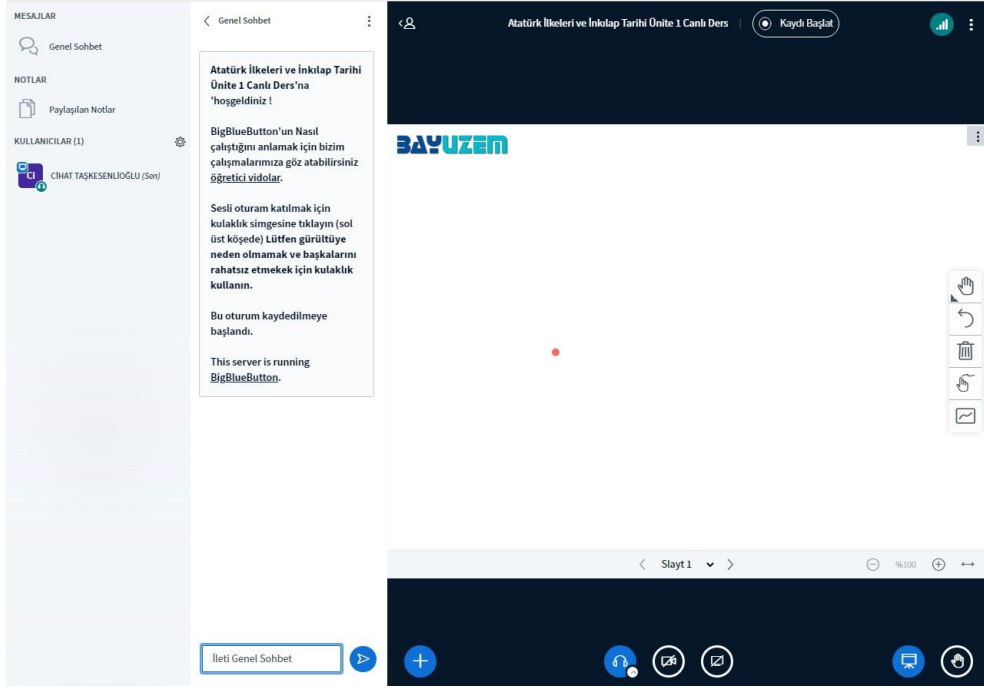 MESAJLAR
Genel Sohbet
NOTLAR
Paylaşılan Notlar
KULLANICILAR (1)
CI
CİHAT TAŞKESENLİOĞLU (Sen)
Genel Sohbet
Atatürk İlkeleri ve İnkılap Tarihi
Ünite 1 Canlı Ders'na
'hoşgeldiniz !
BigBlueButton'un Nasıl
çalıştığını anlamak için bizim
çalışmalarımıza göz atabilirsiniz
öğretici vidolar.
Sesli oturam katılmak için
kulaklık simgesine tıklayın (sol
üst köşede) Lütfen gürültüye
neden olmamak ve başkalarını
rahatsız etmekek için kulaklık
kullanın.
Bu oturum kaydedilmeye
başlandı.
This server is running
BigBlueButton.
İleti Genel Sohbet
Atatürk İlkeleri ve İnkılap Tarihi Ünite 1 Canlı Ders
Kaydı Başlat
BAYUZEM
Slayt 1
%100